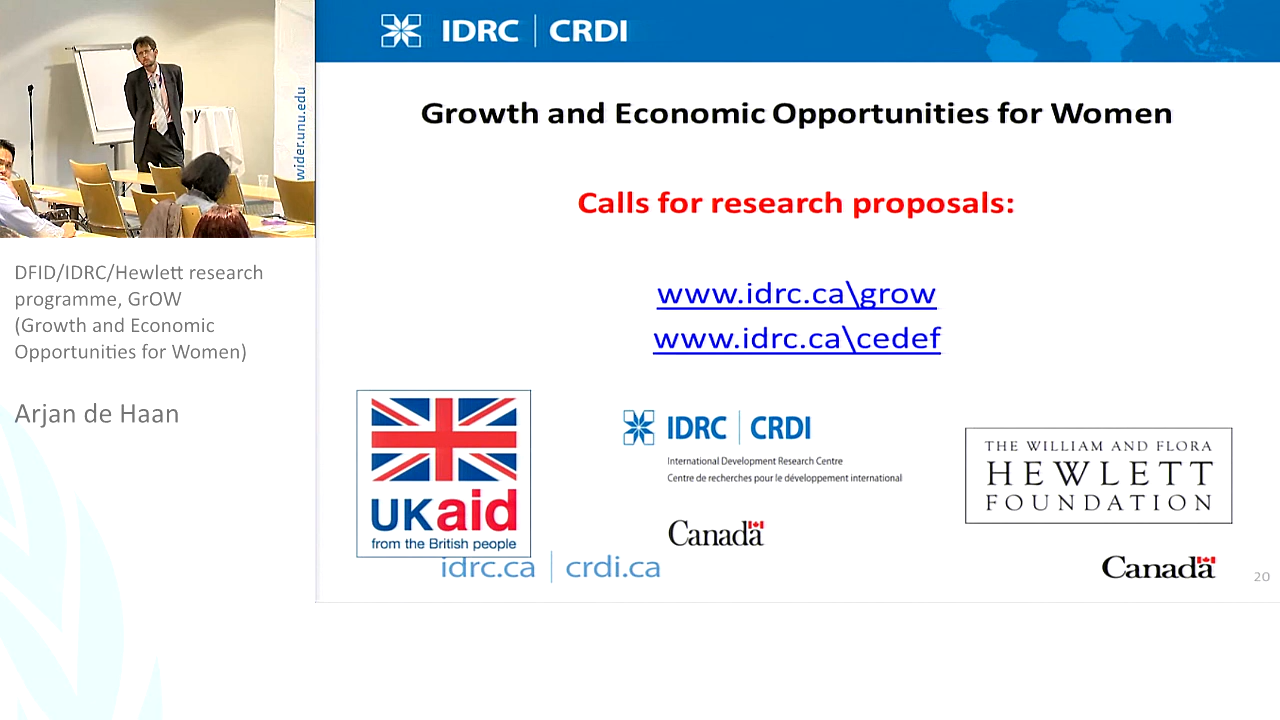 wider.unu.edu
DFID/IDRC/Hewlett research
programme, GrOW
(Growth and Economic
Opportunities for Women)
Arjan de Haan
IDRC | CRDI
Growth and Economic Opportunities for Women
Calls for research proposals:
www.idrc.ca\grow
www.idrc.ca\cedef
UKaid
from the British people
IDRC | CRDI
International Development Research Centre
Centre de recherches pour le développement international
Canada
THE WILLIAM AND FLORA
HEWLETT
FOUNDATION
idrc.ca | crdi.ca
Canada
20